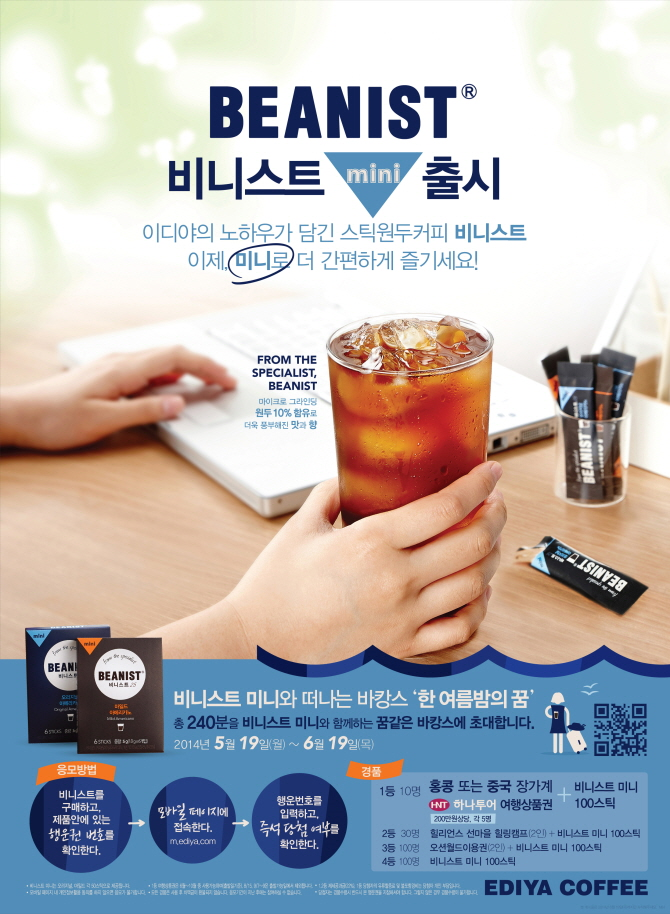 BEANIST®
비니스트 mini 출시
이디야의 노하우가 담긴 스틱원두커피 비니스트
이제, 미니로 더 간편하게 즐기세요!
FROM THE
SPECIALIST,
BEANIST
마이크로 그라인딩
원두 10% 함유로
더욱 풍부해진 맛과 향
BEANIST
mini
mini
BEANIST
비니스트
6 STICKS
비니스트 미니와 떠나는 바캉스 '한 여름밤의 꿈'
총 240분을 비니스트 미니와 함께하는 꿈같은 바캉스에 초대합니다.
2014년 5월 19일(월) ~ 6월 19일(목)
응모방법
비니스트를
구매하고,
제품안에 있는
행운권 번호를
확인한다.
모바일 페이지에
접속한다.
m.ediya.com
행운번호를
입력하고,
즉석 당첨 여부를
확인한다.
경품
1등 10명 홍콩 또는 중국 장가계
HNT 하나투어 여행상품권
200만원상당, 각 5명
+ 비니스트 미니
100스틱
2등 30명 힐리언스 선마을 힐링캠프(2인) + 비니스트 미니 100스틱
3등 100명 오션월드이용권(2인) + 비니스트 미니 100스틱
4등 100명 비니스트 미니 100스틱
EDIYA COFFEE